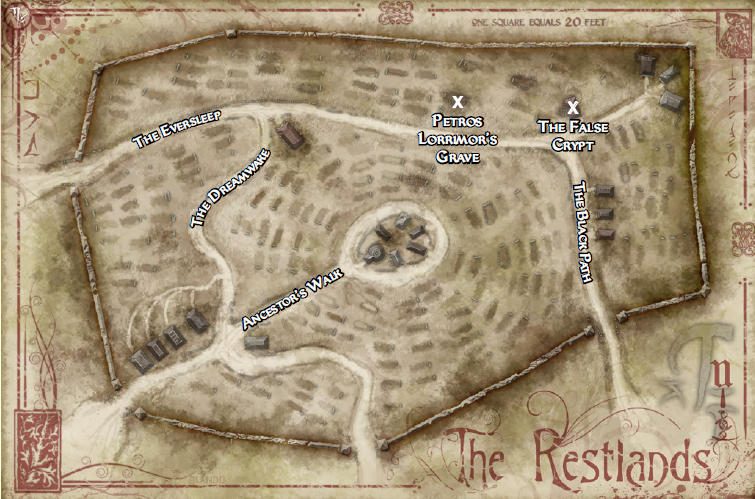 ONE SQUARE EQUALS 20 FEET
THE EVERSLEEP
X
PETROS
LORRIMOR'S
GRAVE
X
THE FALSE
CRYPT
THE DREAMWAKE
THE BLACK PATH
ANCESTOR'S WALK
The Restlands